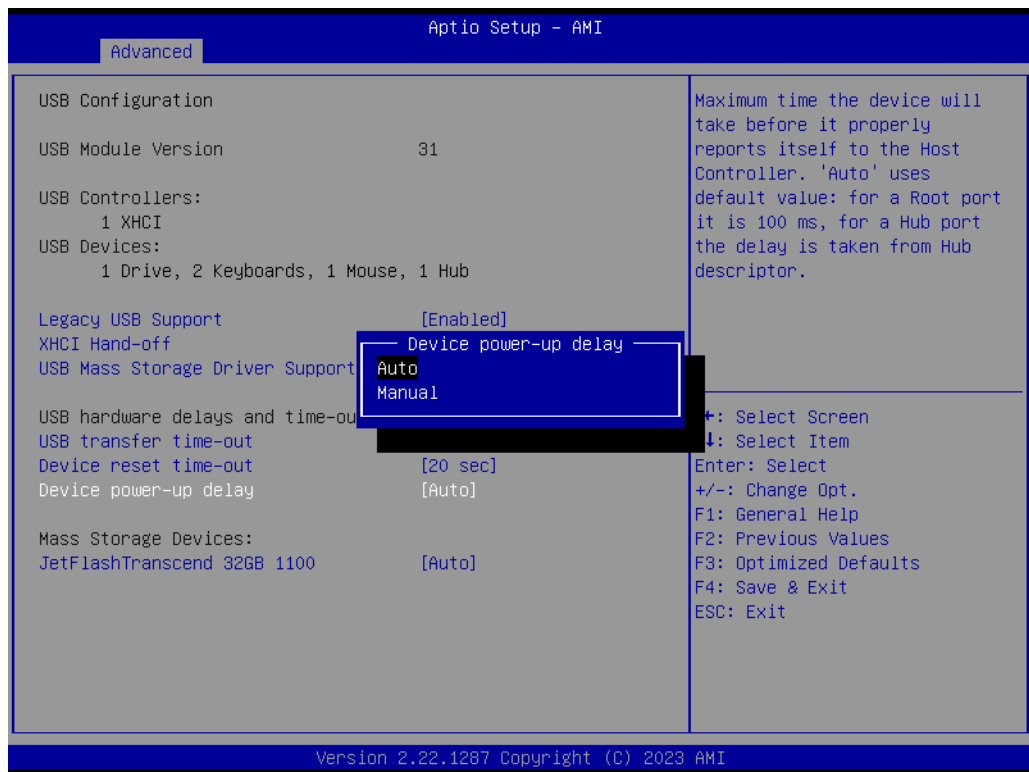 Aptio Setup – AMI
Advanced
USB Configuration
USB Module Version 31
USB Controllers:
1 XHCI
USB Devices:
1 Drive, 2 Keyboards, 1 Mouse, 1 Hub
Legacy USB Support [Enabled]
XHCI Hand-off
USB Mass Storage Driver Support
USB hardware delays and time-ou
USB transfer time-out
Device reset time-out [20 sec]
Device power-up delay [Auto]
Mass Storage Devices:
JetFlashTranscend 32GB 1100 [Auto]
Device power-up delay
Auto
Manual
Maximum time the device will
take before it properly
reports itself to the Host
Controller. 'Auto' uses
default value: for a Root port
it is 100 ms, for a Hub port
the delay is taken from Hub
descriptor.
: Select Screen
: Select Item
Enter: Select
+/-: Change Opt.
F1: General Help
F2: Previous Values
F3: Optimized Defaults
F4: Save & Exit
ESC: Exit
Version 2.22.1287 Copyright (C) 2023 AMI